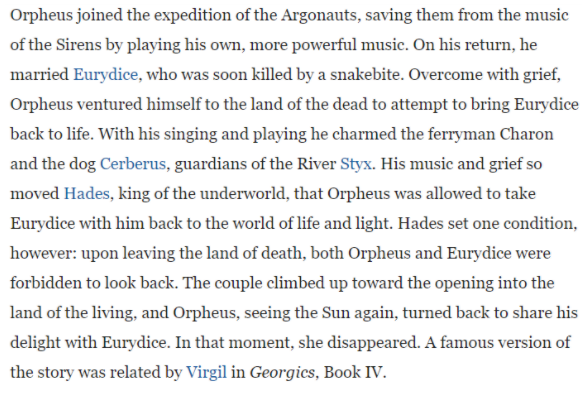 Orpheus joined the expedition of the Argonauts, saving them from the music
of the Sirens by playing his own, more powerful music. On his return, he
married Eurydice, who was soon killed by a snakebite. Overcome with grief,
Orpheus ventured himself to the land of the dead to attempt to bring Eurydice
back to life. With his singing and playing he charmed the ferryman Charon
and the dog Cerberus, guardians of the River Styx. His music and grief so
moved Hades, king of the underworld, that Orpheus was allowed to take
Eurydice with him back to the world of life and light. Hades set one condition,
however: upon leaving the land of death, both Orpheus and Eurydice were
forbidden to look back. The couple climbed up toward the opening into the
land of the living, and Orpheus, seeing the Sun again, turned back to share his
delight with Eurydice. In that moment, she disappeared. A famous version of
the story was related by Virgil in Georgics, Book IV.